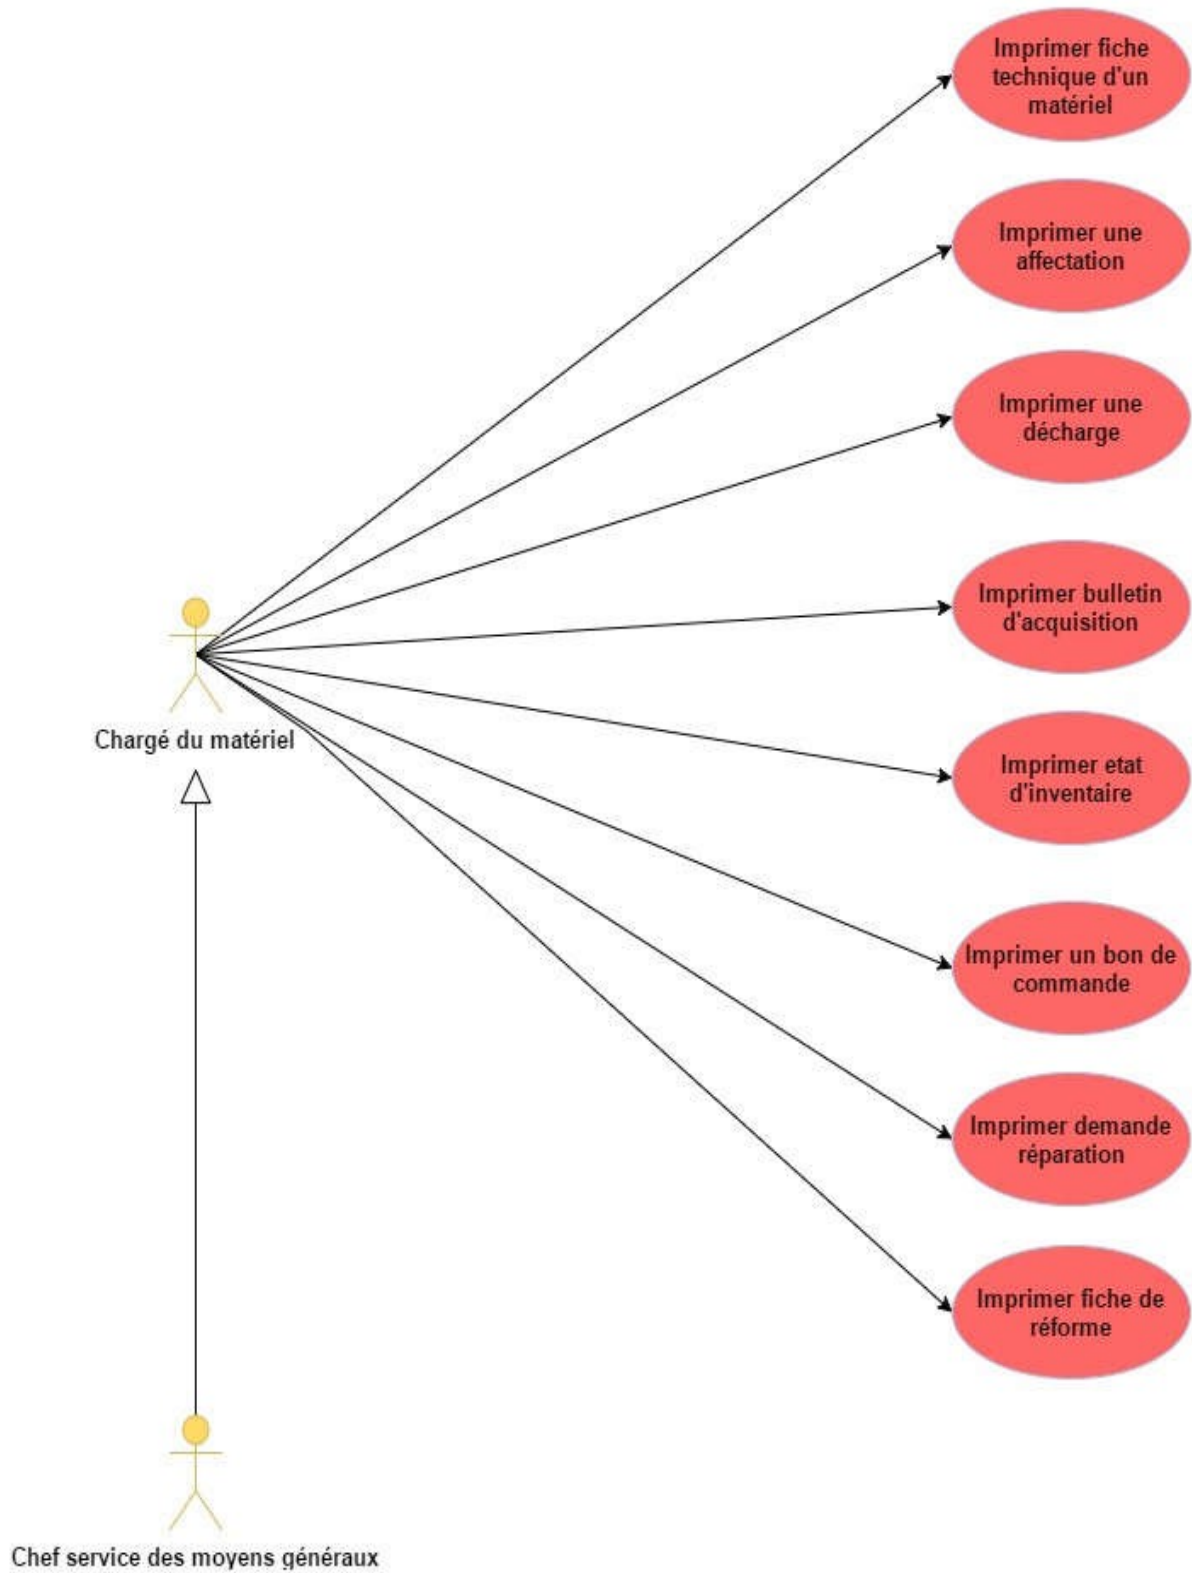 Imprimer fiche
technique d'un
matériel
Imprimer une
affectation
Imprimer une
décharge
Imprimer bulletin
d'acquisition
Chargé du matériel
Imprimer etat
d'inventaire
Imprimer un bon de
commande
Imprimer demande
réparation
Imprimer fiche de
réforme
Chef service des moyens généraux